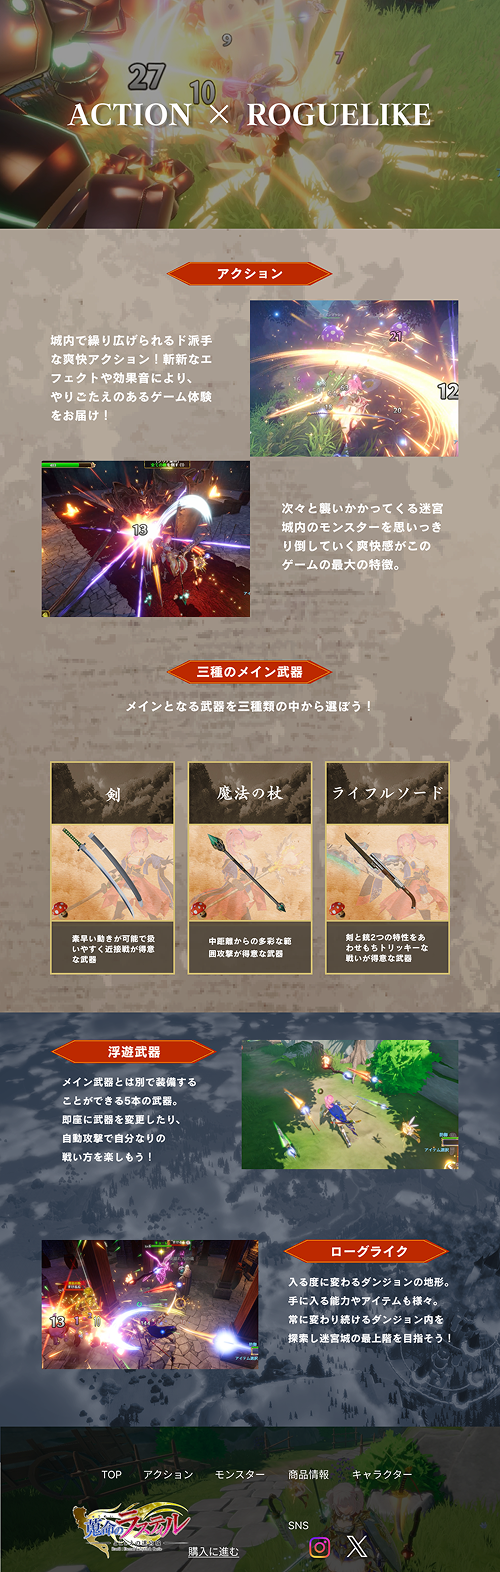 9
7
27
10
ACTION × ROGUELIKE
アクション
城内で繰り広げられるド派手
な爽快アクション！斬新なエ
フェクトや効果音により、
やりごたえのあるゲーム体験
をお届け！
21
12
20
13
次々と襲いかかってくる迷宮
城内のモンスターを思いっき
り倒していく爽快感がこの
ゲームの最大の特徴。
三種のメイン武器
メインとなる武器を三種類の中から選ぼう！
剣
魔法の杖
ライフルソード
素早い動きが可能で扱
いやすく近接戦が得意
な武器
中距離からの多彩な範
囲攻撃が得意な武器
剣と銃2つの特性をあ
わせもちトリッキーな
戦いが得意な武器
浮遊武器
メイン武器とは別で装備する
ことができる5本の武器。
即座に武器を変更したり、
自動攻撃で自分なりの
戦い方を楽しもう！
アイテム選択
ローグライク
入る度に変わるダンジョンの地形。
手に入る能力やアイテムも様々。
常に変わり続けるダンジョン内を
探索し迷宮城の最上階を目指そう！
13
アイテム選択
TOP アクション モンスター 商品情報 キャラクター
のラスティル
購入に進む
SNS